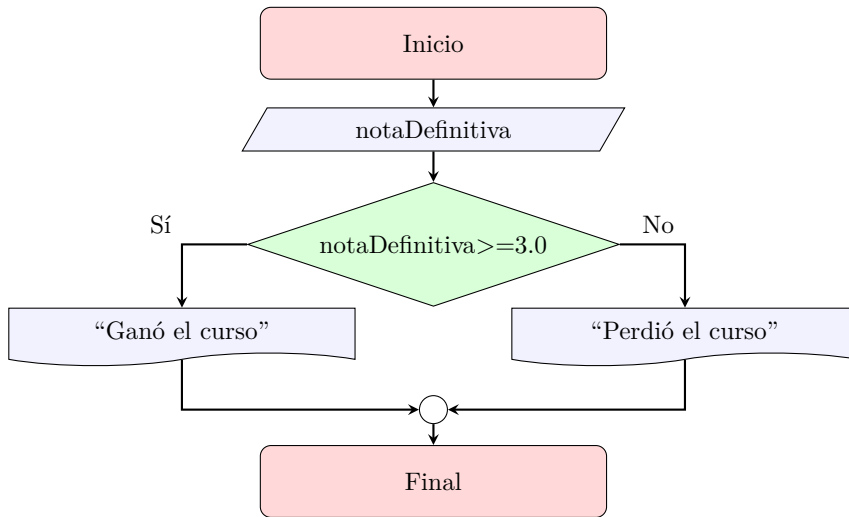 Inicio
notaDefinitiva
Sí
No
notaDefinitiva>=3.0
“Ganó el curso”
“Perdió el curso”
Final